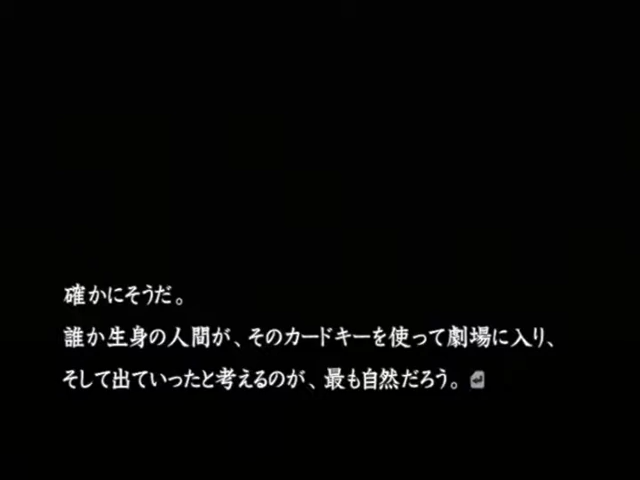 確かにそうだ。
誰か生身の人間が、そのカードキーを使って劇場に入り、
そして出ていったと考えるのが、最も自然だろう。